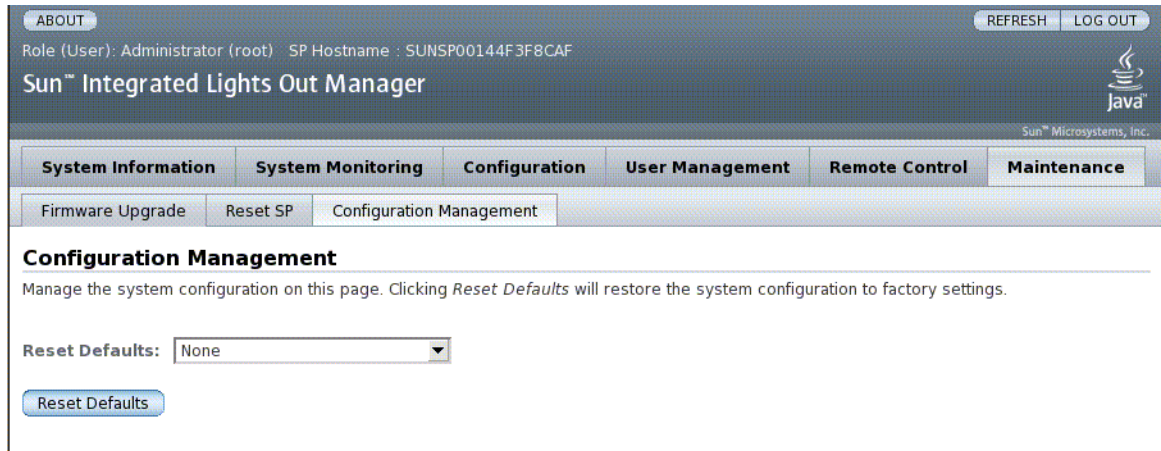 ABOUT
REFRESH LOG OUT
Role (User): Administrator (root) SP Hostname : SUNSP00144F3F8CAF
Sun™ Integrated Lights Out Manager
Java™
Sun™ Microsystems, Inc.
System Information System Monitoring Configuration User Management Remote Control Maintenance
Firmware Upgrade Reset SP Configuration Management
Configuration Management
Manage the system configuration on this page. Clicking Reset Defaults will restore the system configuration to factory settings.
Reset Defaults: None
Reset Defaults